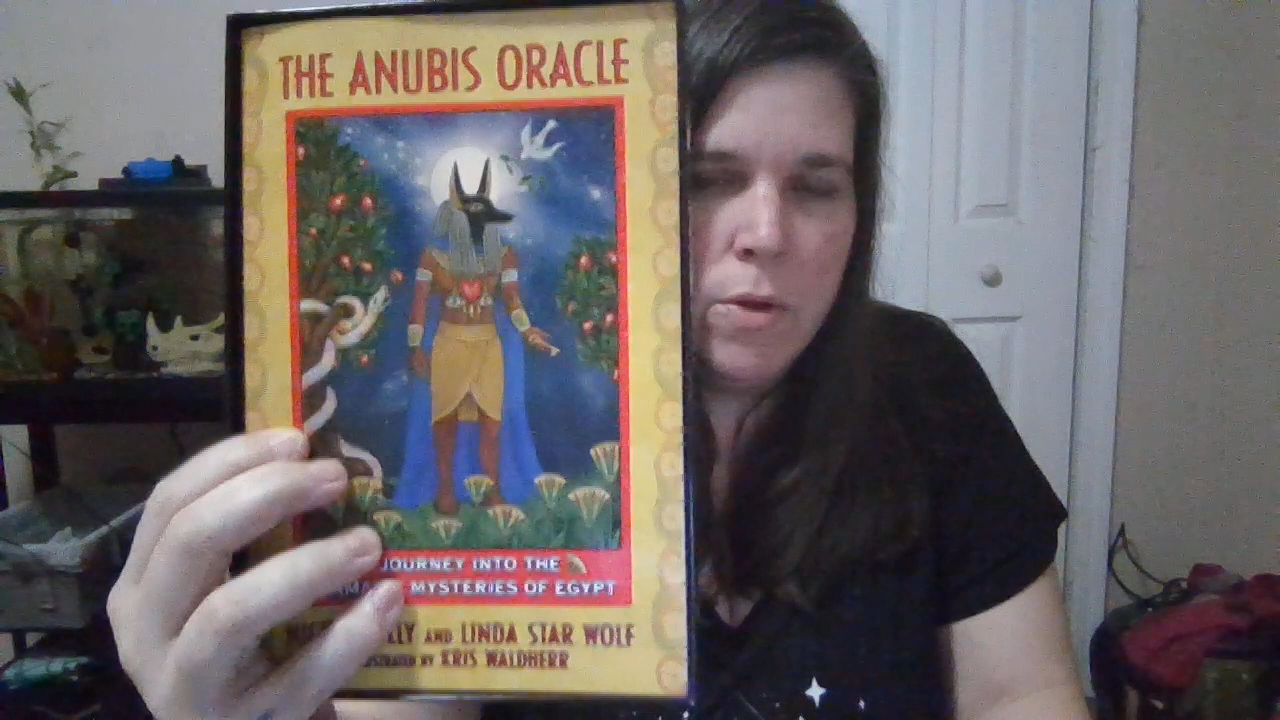 THE ANUBIS ORACLE
JOURNEY INTO THE
MYSTERIES OF EGYPT
AND LINDA STAR WOLF
BY KRIS WALDHERR